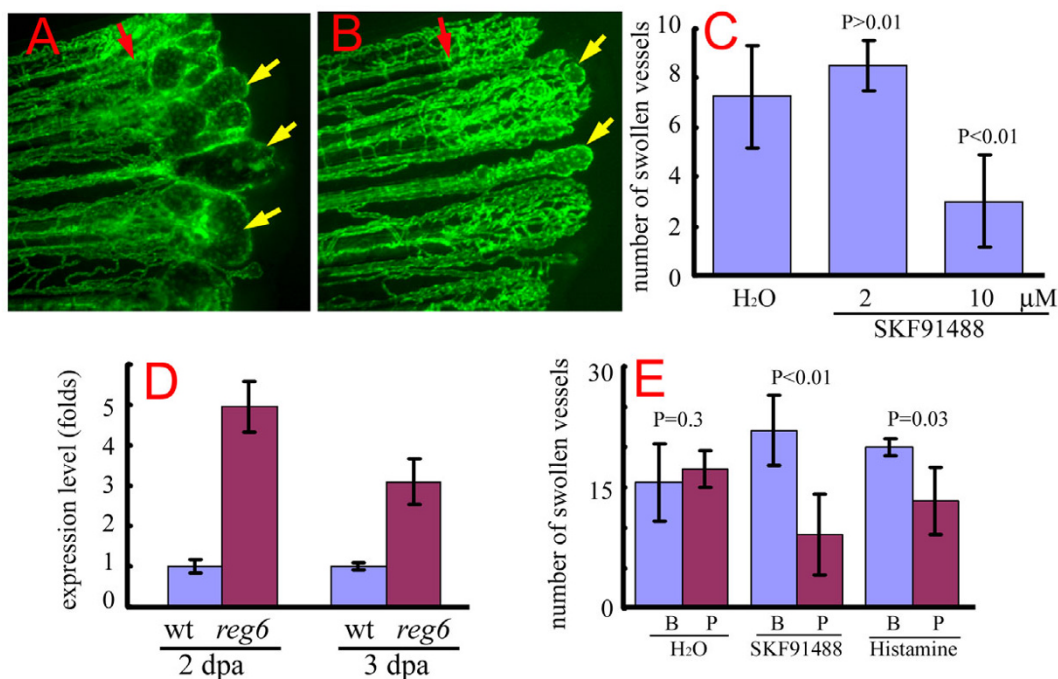 A
B
C
number of swollen vessels
10
8
6
4
2
0
P>0.01
P<0.01
H₂O
2
10
μM
SKF91488
D
expression level (folds)
5
4
3
2
1
0
wt
reg6
wt
reg6
2 dpa
3 dpa
E
number of swollen vessels
30
15
0
P=0.3
P<0.01
P=0.03
B
P
B
P
B
P
H₂O
SKF91488
Histamine